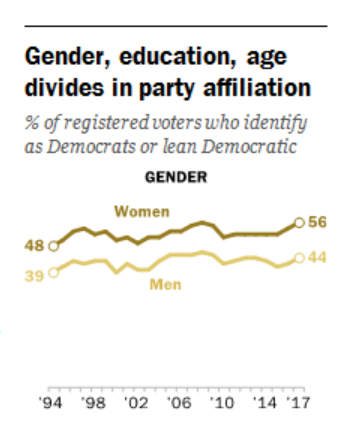 Gender, education, age
divides in party affiliation
% of registered voters who identify
as Democrats or lean Democratic
GENDER
Women
56
48
44
39
Men
'94 '98 '02 '06 '10 '14 '17